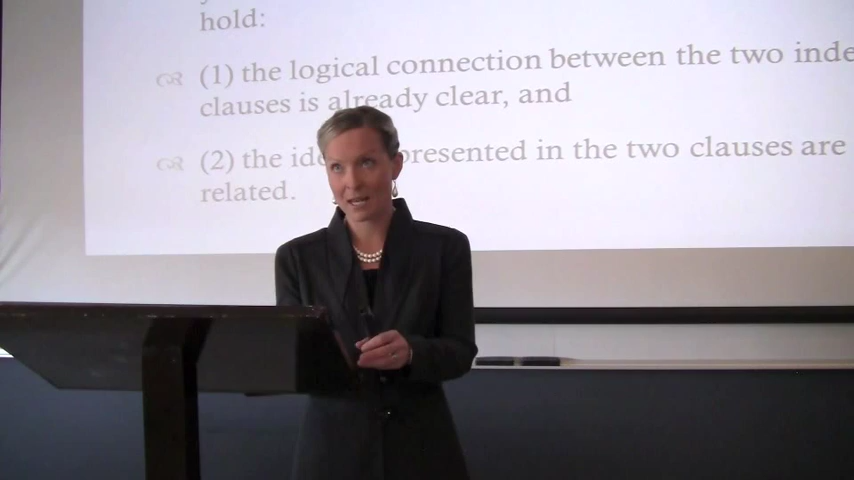 hold:
(1) the logical connection between the two inde
clauses is already clear, and
(2) the presented in the two clauses are
related.